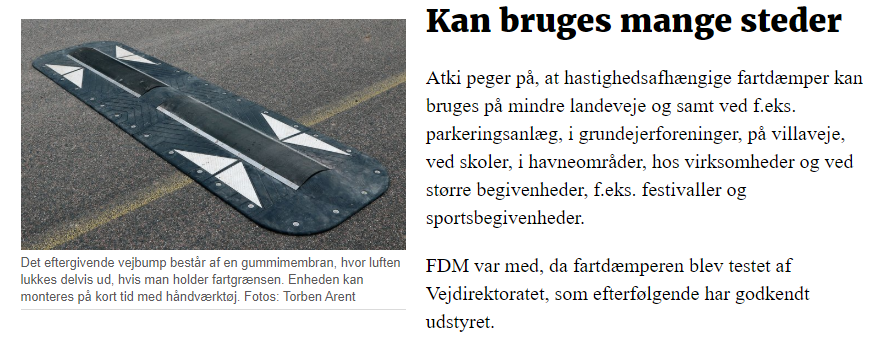 Kan bruges mange steder
Atki peger på, at hastighedsafhængige fartdæmper kan
bruges på mindre landeveje og samt ved f.eks.
parkeringsanlæg, i grundejerforeninger, på villaveje,
ved skoler, i havneområder, hos virksomheder og ved
større begivenheder, f.eks. festivaller og
sportsbegivenheder.
FDM var med, da fartdæmperen blev testet af
Vejdirektoratet, som efterfølgende har godkendt
udstyret.
Det eftergivende vejbump består af en gummimembran, hvor luften
lukkes delvis ud, hvis man holder fartgrænsen. Enheden kan
monteres på kort tid med håndværktøj. Fotos: Torben Arent